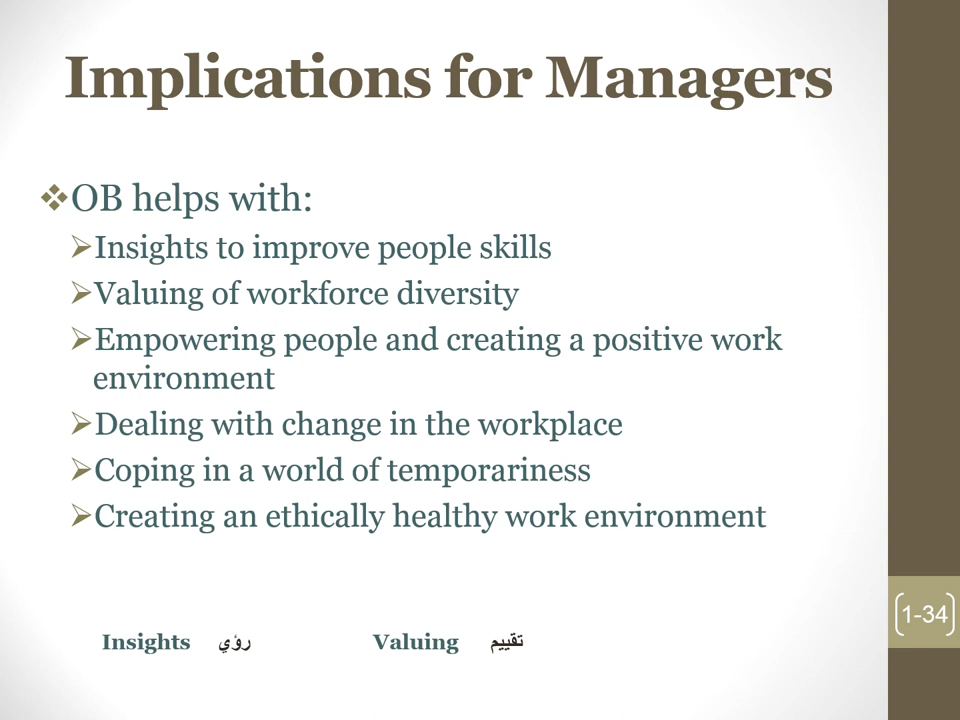 Implications for Managers
❖OB helps with:
➢Insights to improve people skills
➢Valuing of workforce diversity
➢Empowering people and creating a positive work
environment
➢Dealing with change in the workplace
➢Coping in a world of temporariness
➢Creating an ethically healthy work environment
1-34
Insights رؤي Valuing تقييم